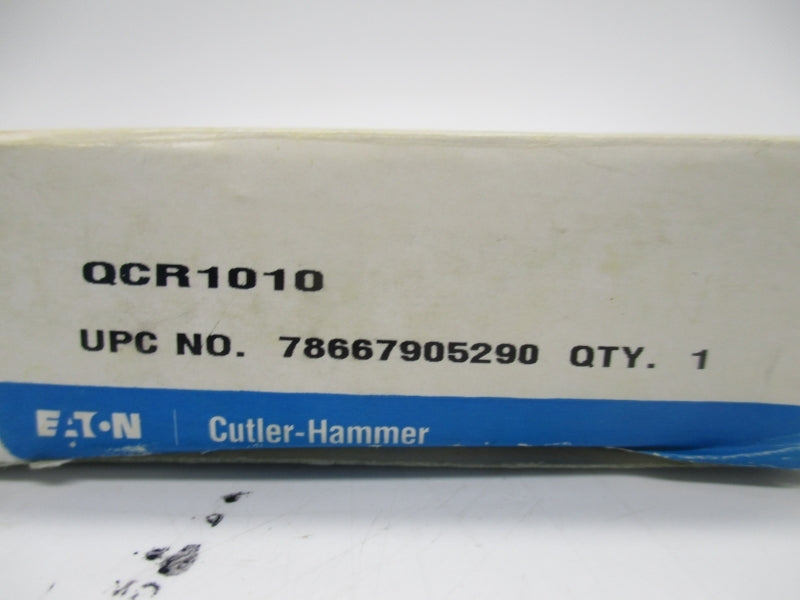 QCR1010
UPC NO. 78667905290 QTY. 1
EATON Cutler-Hammer